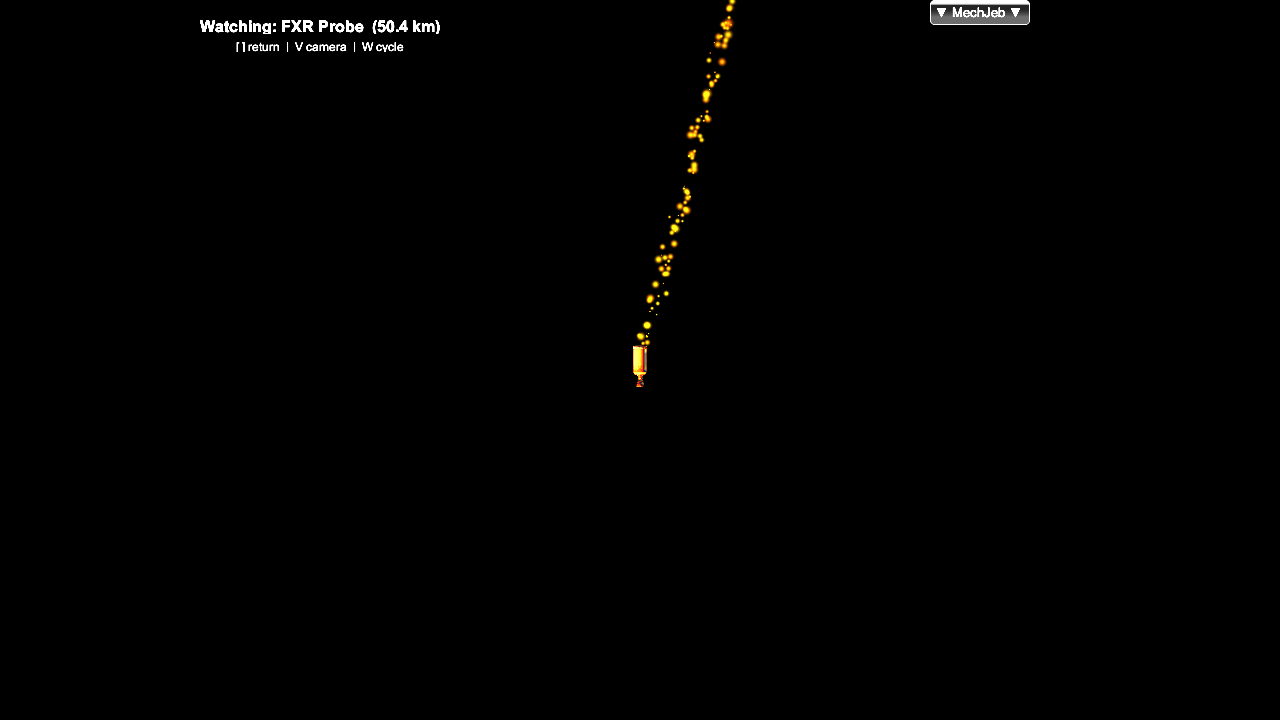 Watching: FXR Probe (50.4 km)
[ ] return | V camera | W cycle
▼ MechJeb ▼